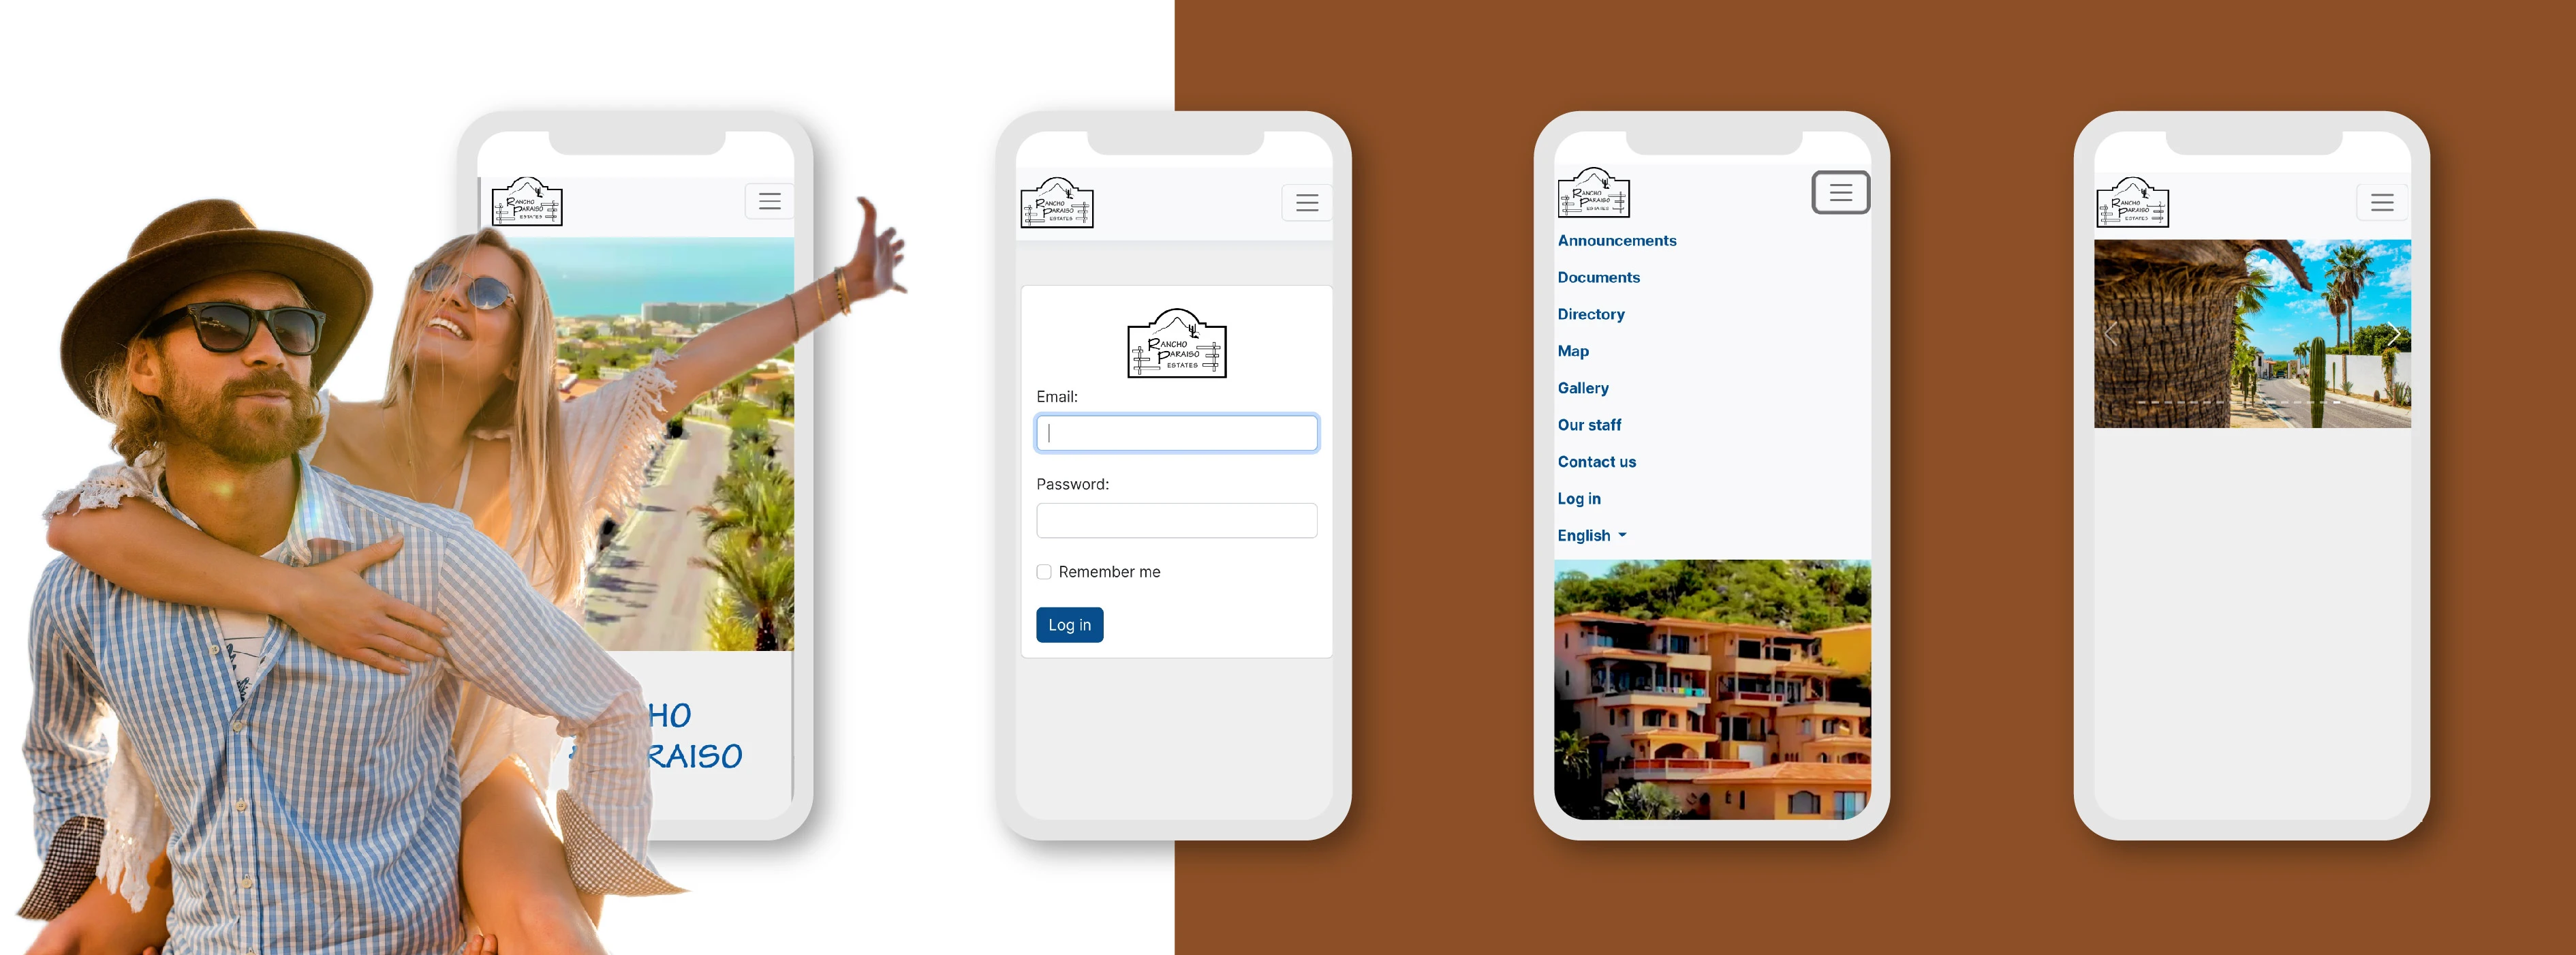 RANCHO
PARAISO
ESTATES
HO
RAISO
RANCHO
PARAISO
ESTATES
RANCHO
PARAISO
ESTATES
Email:
Password:
Remember me
Log in
RANCHO
PARAISO
ESTATES
Announcements
Documents
Directory
Map
Gallery
Our staff
Contact us
Log in
English
RANCHO
PARAISO
ESTATES